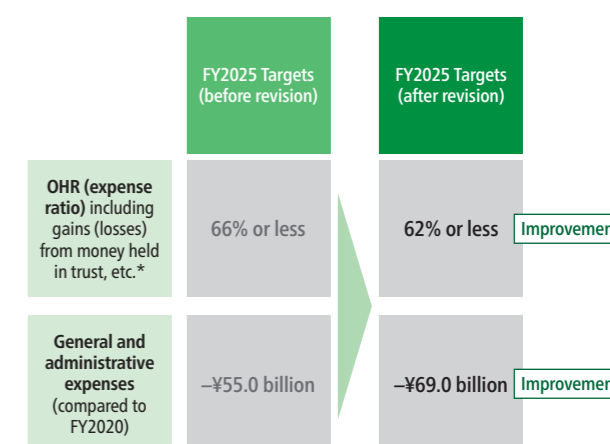 FY2025 Targets
(before revision)
FY2025 Targets
(after revision)
OHR (expense
ratio) including
gains (losses)
from money held
in trust, etc.*
66% or less
62% or less
Improvemen
General and
administrative
expenses
(compared to
FY2020)
–¥55.0 billion
–¥69.0 billion
Improvemen